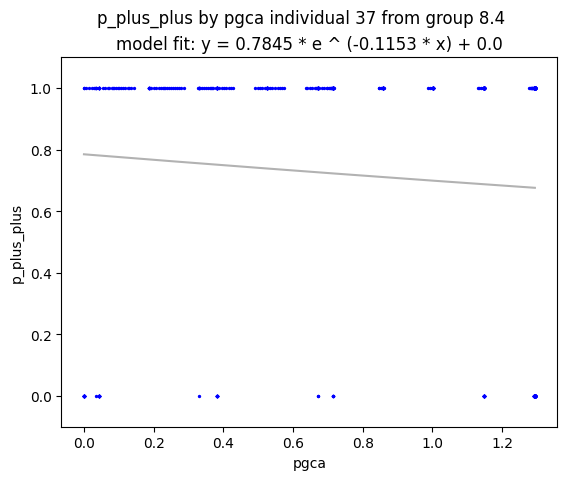 p_plus_plus by pgca individual 37 from group 8.4
model fit: y = 0.7845 * e ^ (-0.1153 * x) + 0.0
1.0
0.8
0.6
0.4
0.2
0.0
p_plus_plus
0.0 0.2 0.4 0.6 0.8 1.0 1.2
pgca